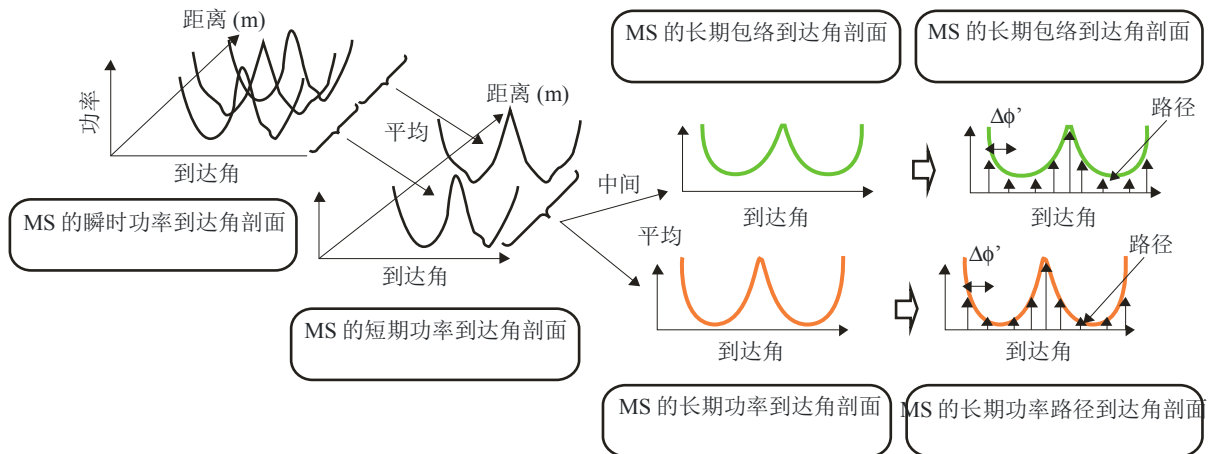 距离 (m)
功率
到达角
MS 的瞬时功率到达角剖面
距离 (m)
平均
到达角
MS 的短期功率到达角剖面
中间
平均
MS 的长期包络到达角剖面
到达角
MS 的长期包络到达角剖面
Δϕ’
路径
到达角
到达角
MS 的长期功率到达角剖面
Δϕ’
路径
到达角
MS 的长期功率路径到达角剖面